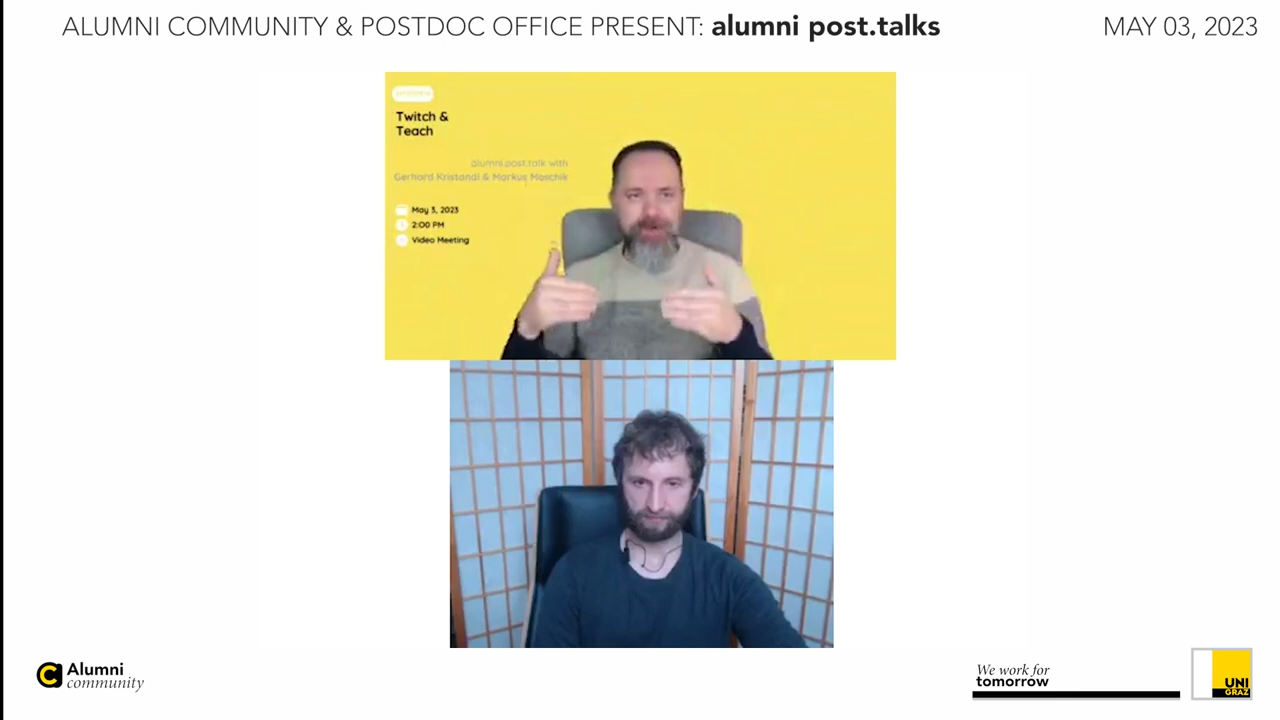 ALUMNI COMMUNITY & POSTDOC OFFICE PRESENT: alumni post.talks
MAY 03, 2023
Twitch &
Teach
alumni.post.talk with
Gerhard Kristandl & Markus Moschik
May 3, 2023
2:00 PM
Video Meeting
Alumni
community
We work for
tomorrow
UNI
GRAZ